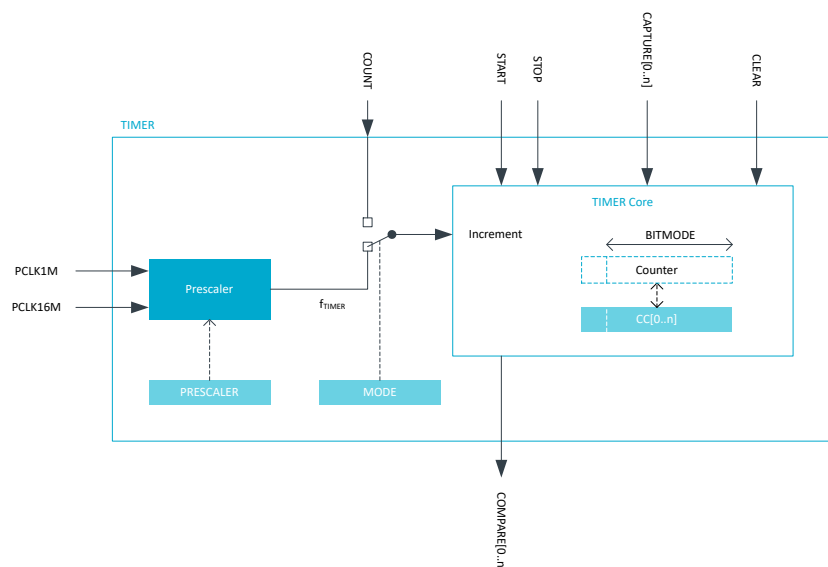 COUNT
START
STOP
CAPTURE[0..n]
CLEAR
TIMER
TIMER Core
Increment
BITMODE
Counter
CC[0..n]
PCLK1M
PCLK16M
Prescaler
fTIMER
PRESCALER
MODE
COMPARE[0..n